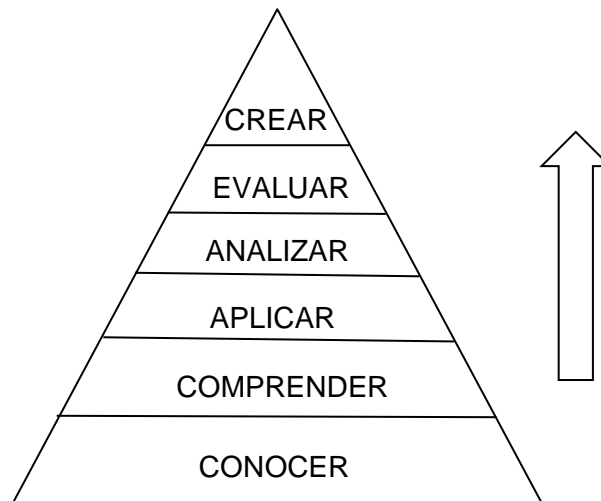 CREAR
EVALUAR
ANALIZAR
APLICAR
COMPRENDER
CONOCER